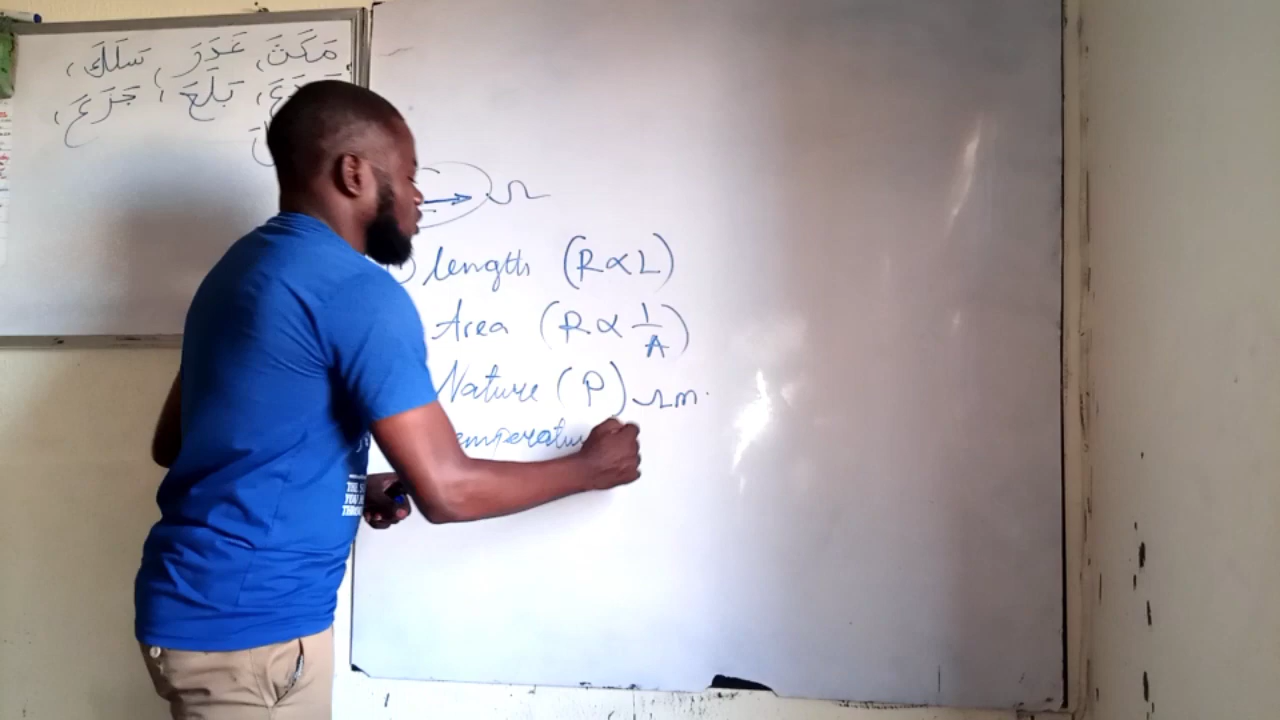 مَكَثَ، غَدَرَ، سَلَكَ،
بَلَعَ، جَرَعَ،
Ω
length (R∝L)
Area (R∝1/A)
Nature (ρ) Ωm.